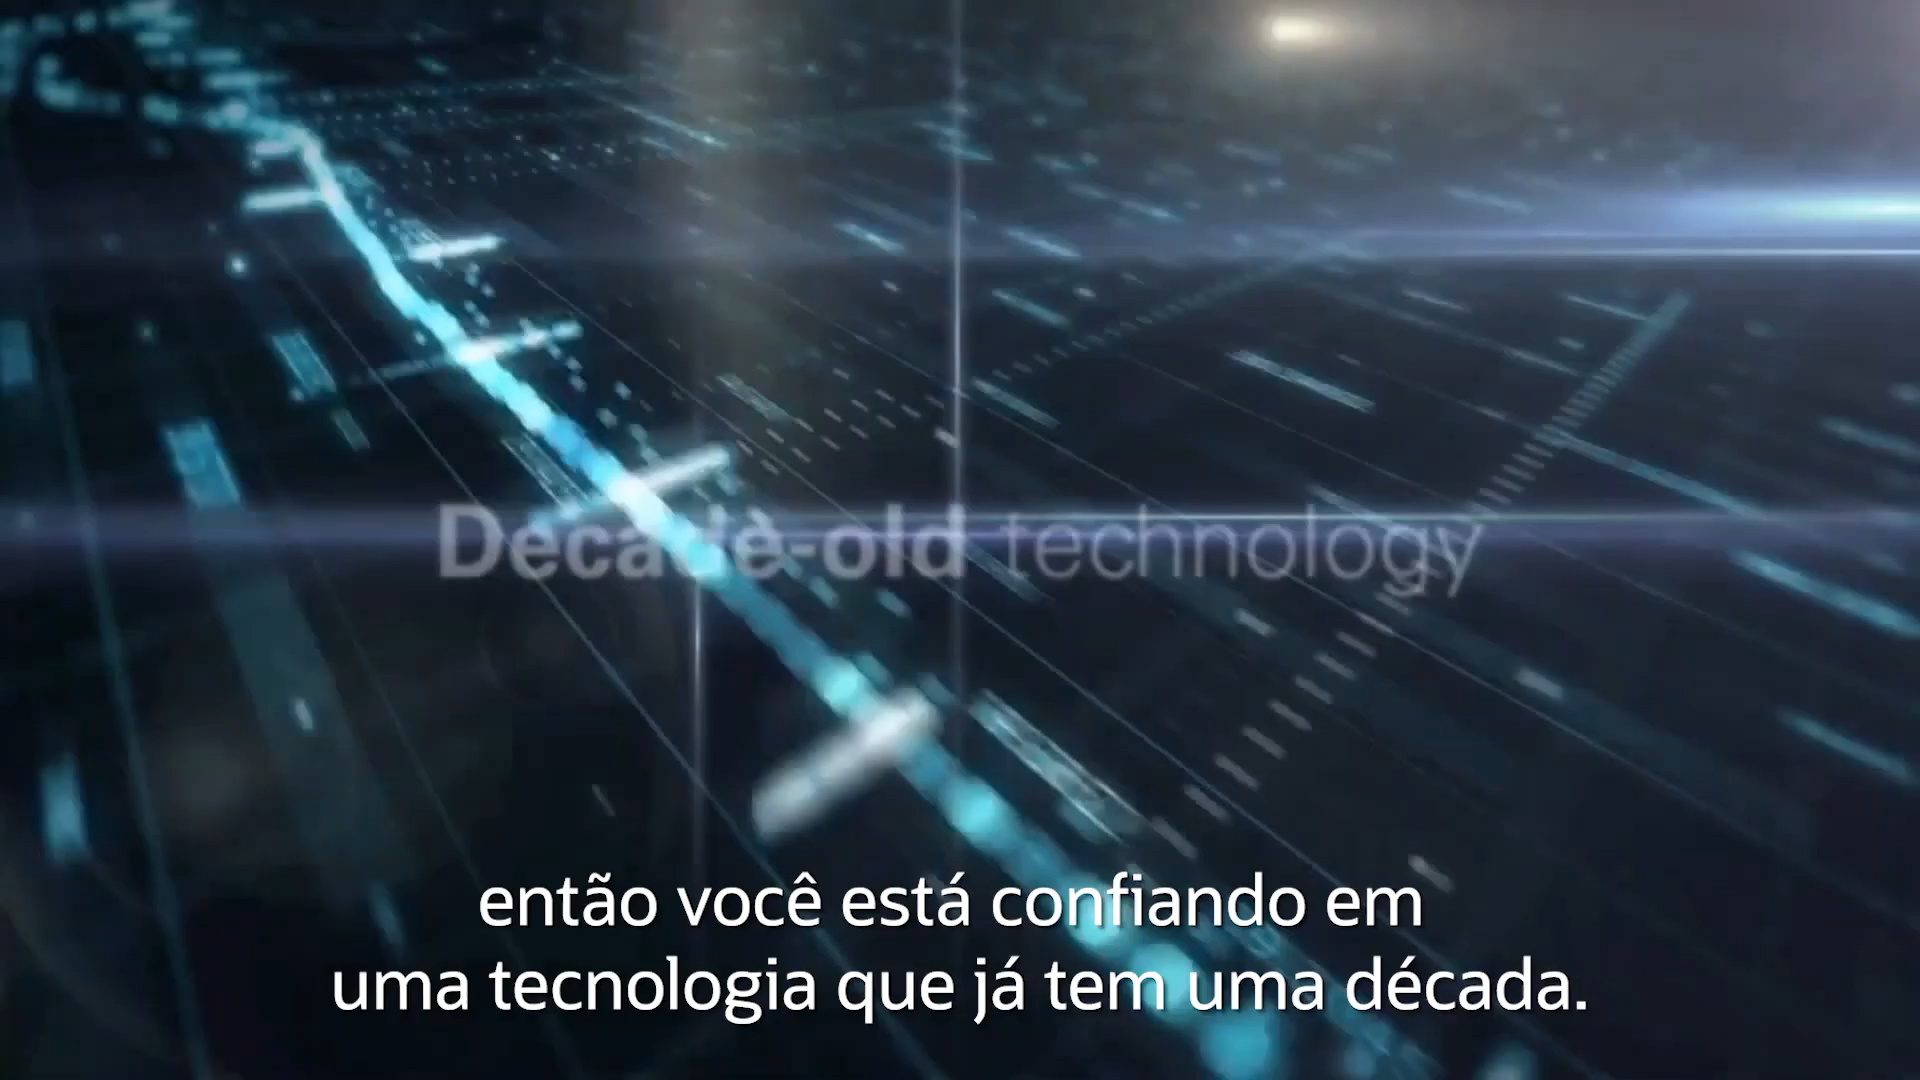 Decade-old technology
então você está confiando em
uma tecnologia que já tem uma década.